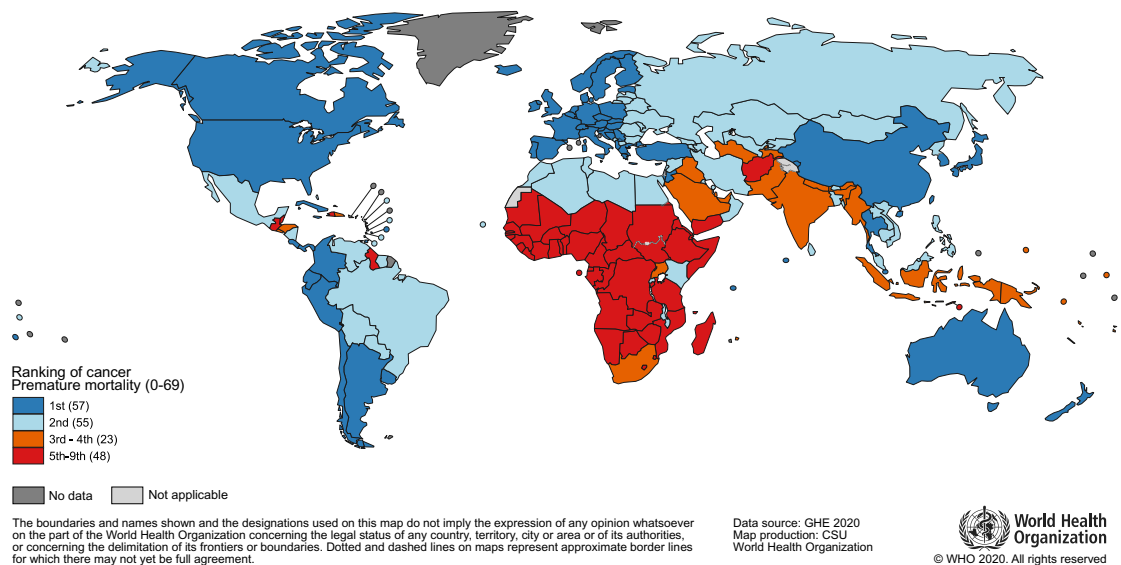 Ranking of cancer
Premature mortality (0-69)
1st (57)
2nd (55)
3rd - 4th (23)
5th-9th (48)
No data
Not applicable
The boundaries and names shown and the designations used on this map do not imply the expression of any opinion whatsoever
on the part of the World Health Organization concerning the legal status of any country, territory, city or area or of its authorities,
or concerning the delimitation of its frontiers or boundaries. Dotted and dashed lines on maps represent approximate border lines
for which there may not yet be full agreement.
Data source: GHE 2020
Map production: CSU
World Health Organization
World Health
Organization
© WHO 2020. All rights reserved